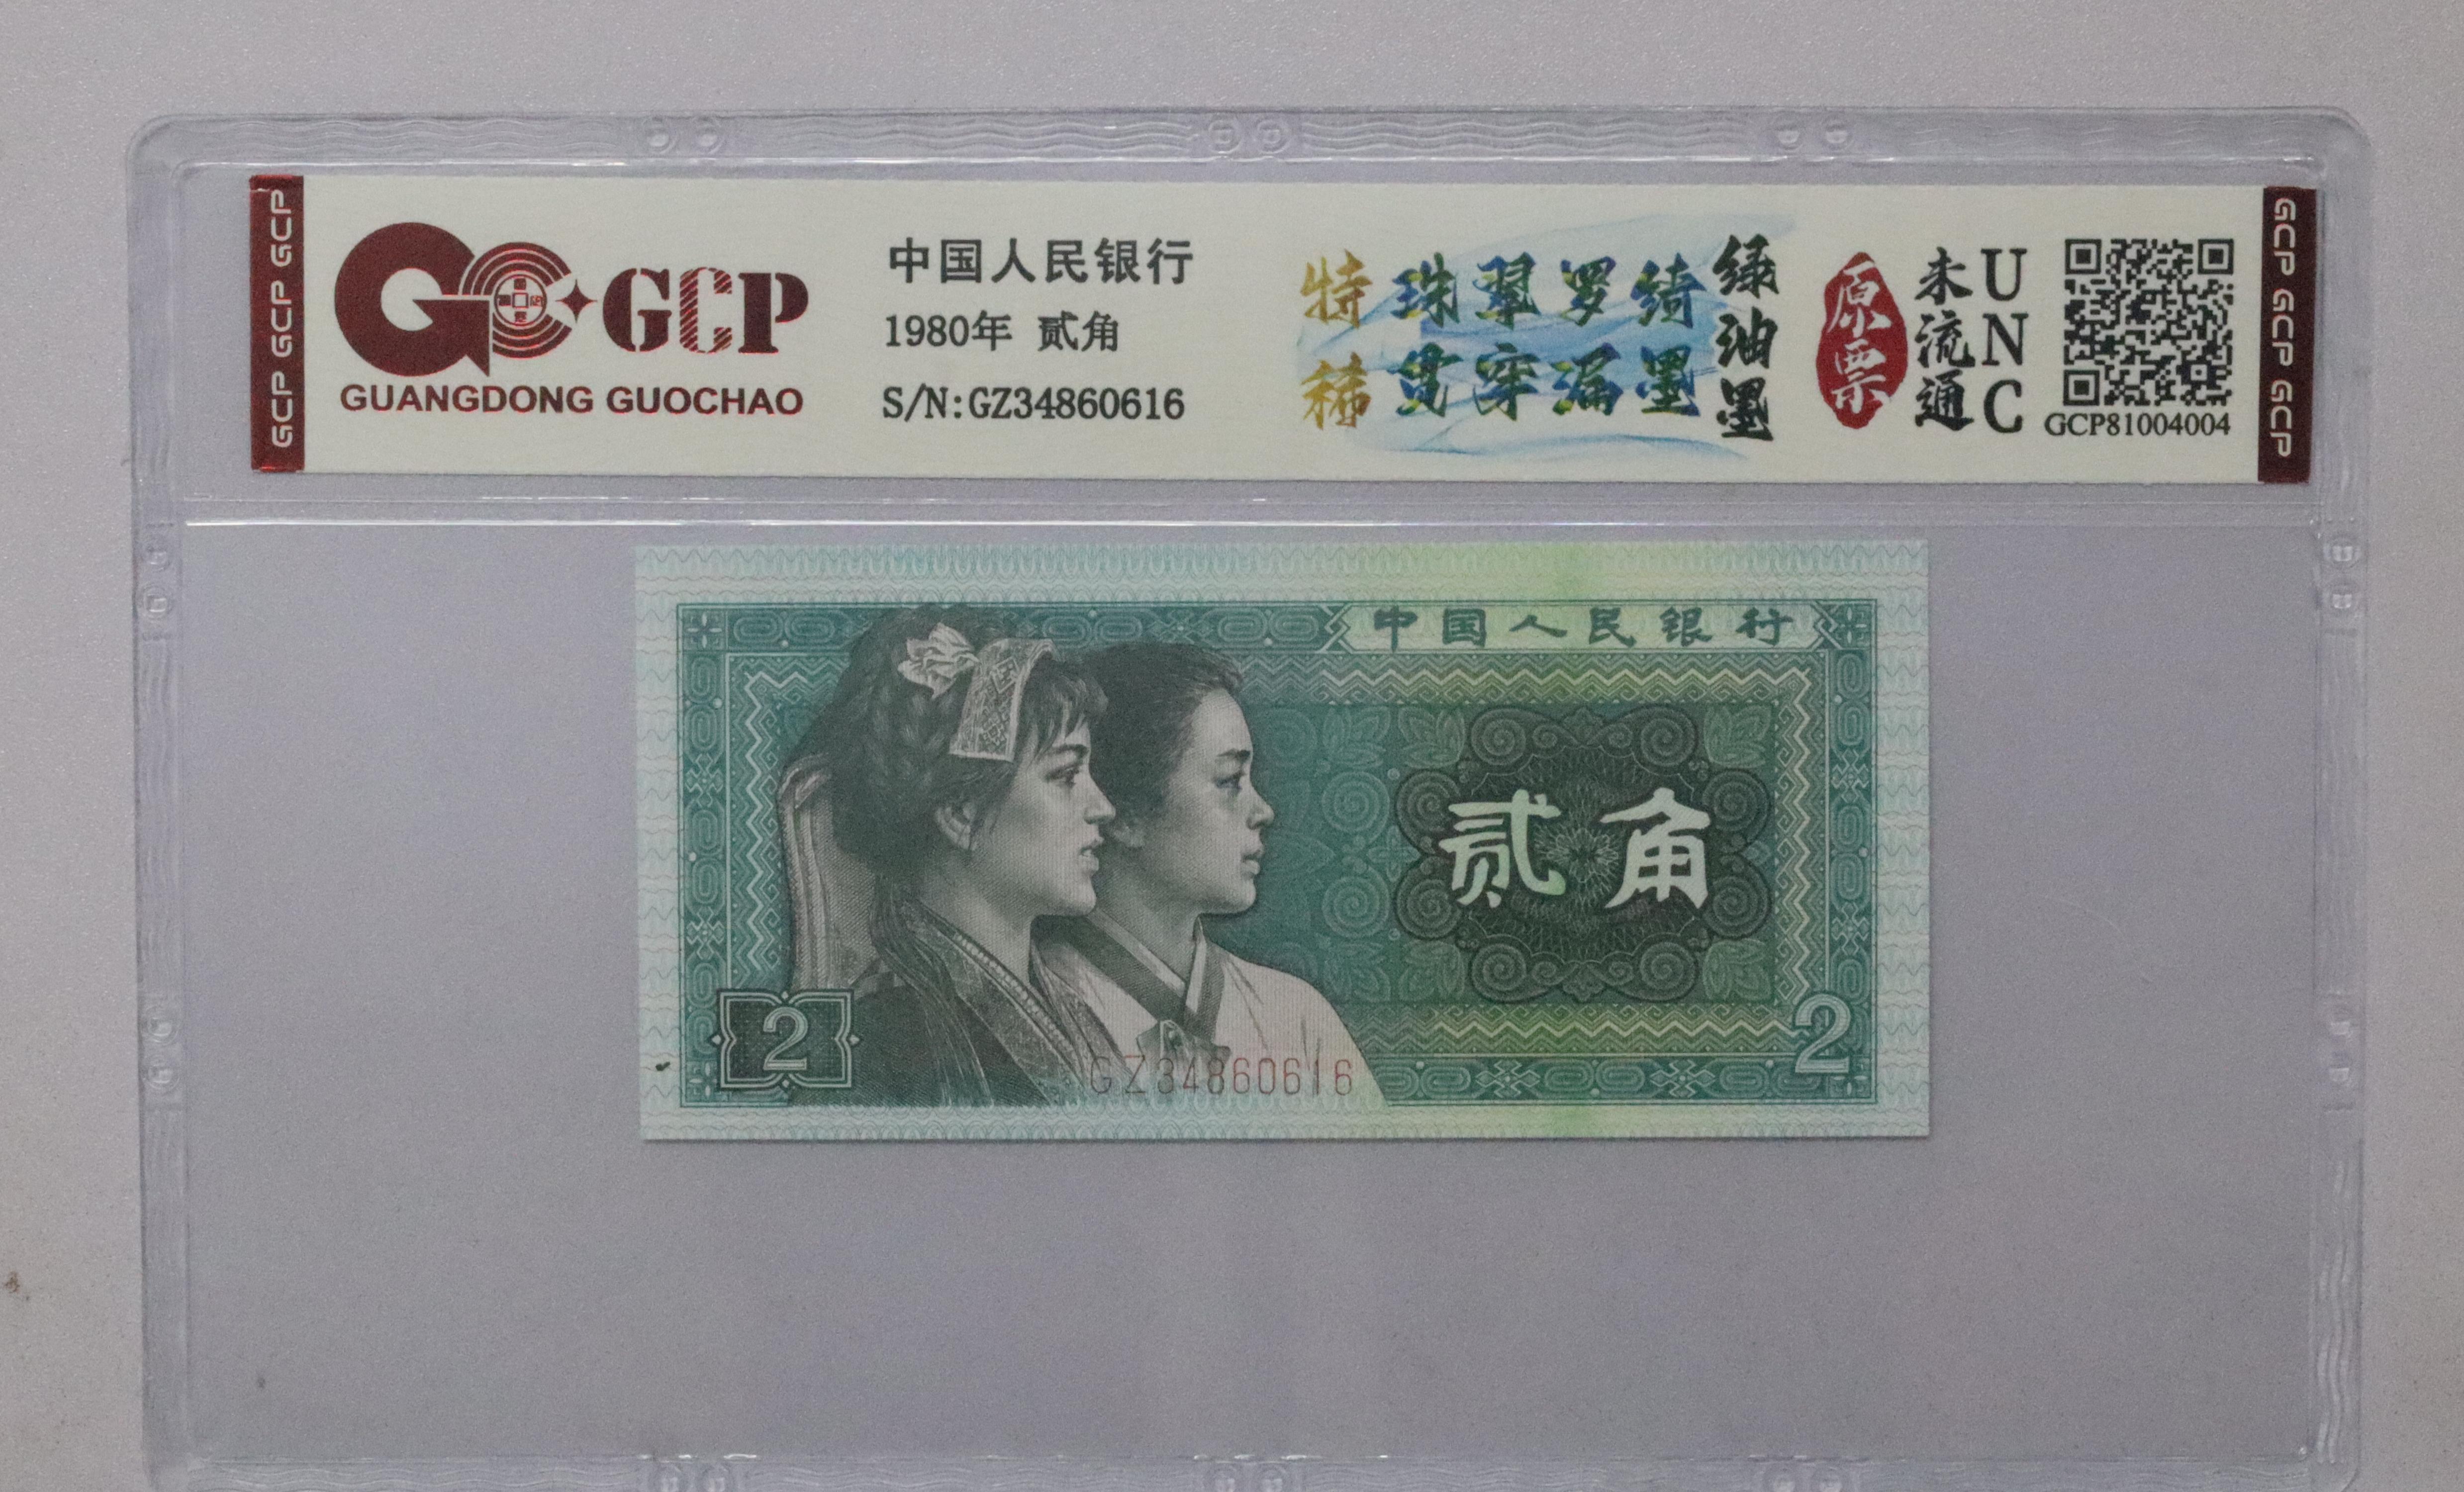 GCP GCP GCP
GCP
GUANGDONG GUOCHAO
中国人民银行
1980年 贰角
S/N:GZ34860616
特稀
珠翠罗绮
贯穿漏墨
绿油墨
原票
未流通
UNC
GCP81004004
GCP GCP GCP
中国人民银行
贰角
2
2
GZ34860616